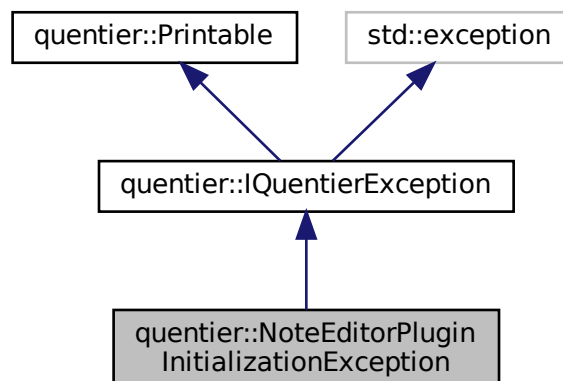 quentier::Printable
std::exception
quentier::IQuentierException
quentier::NoteEditorPlugin
InitializationException